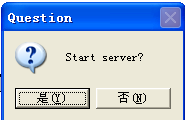 Question
Start server?
是(Y)
否(N)